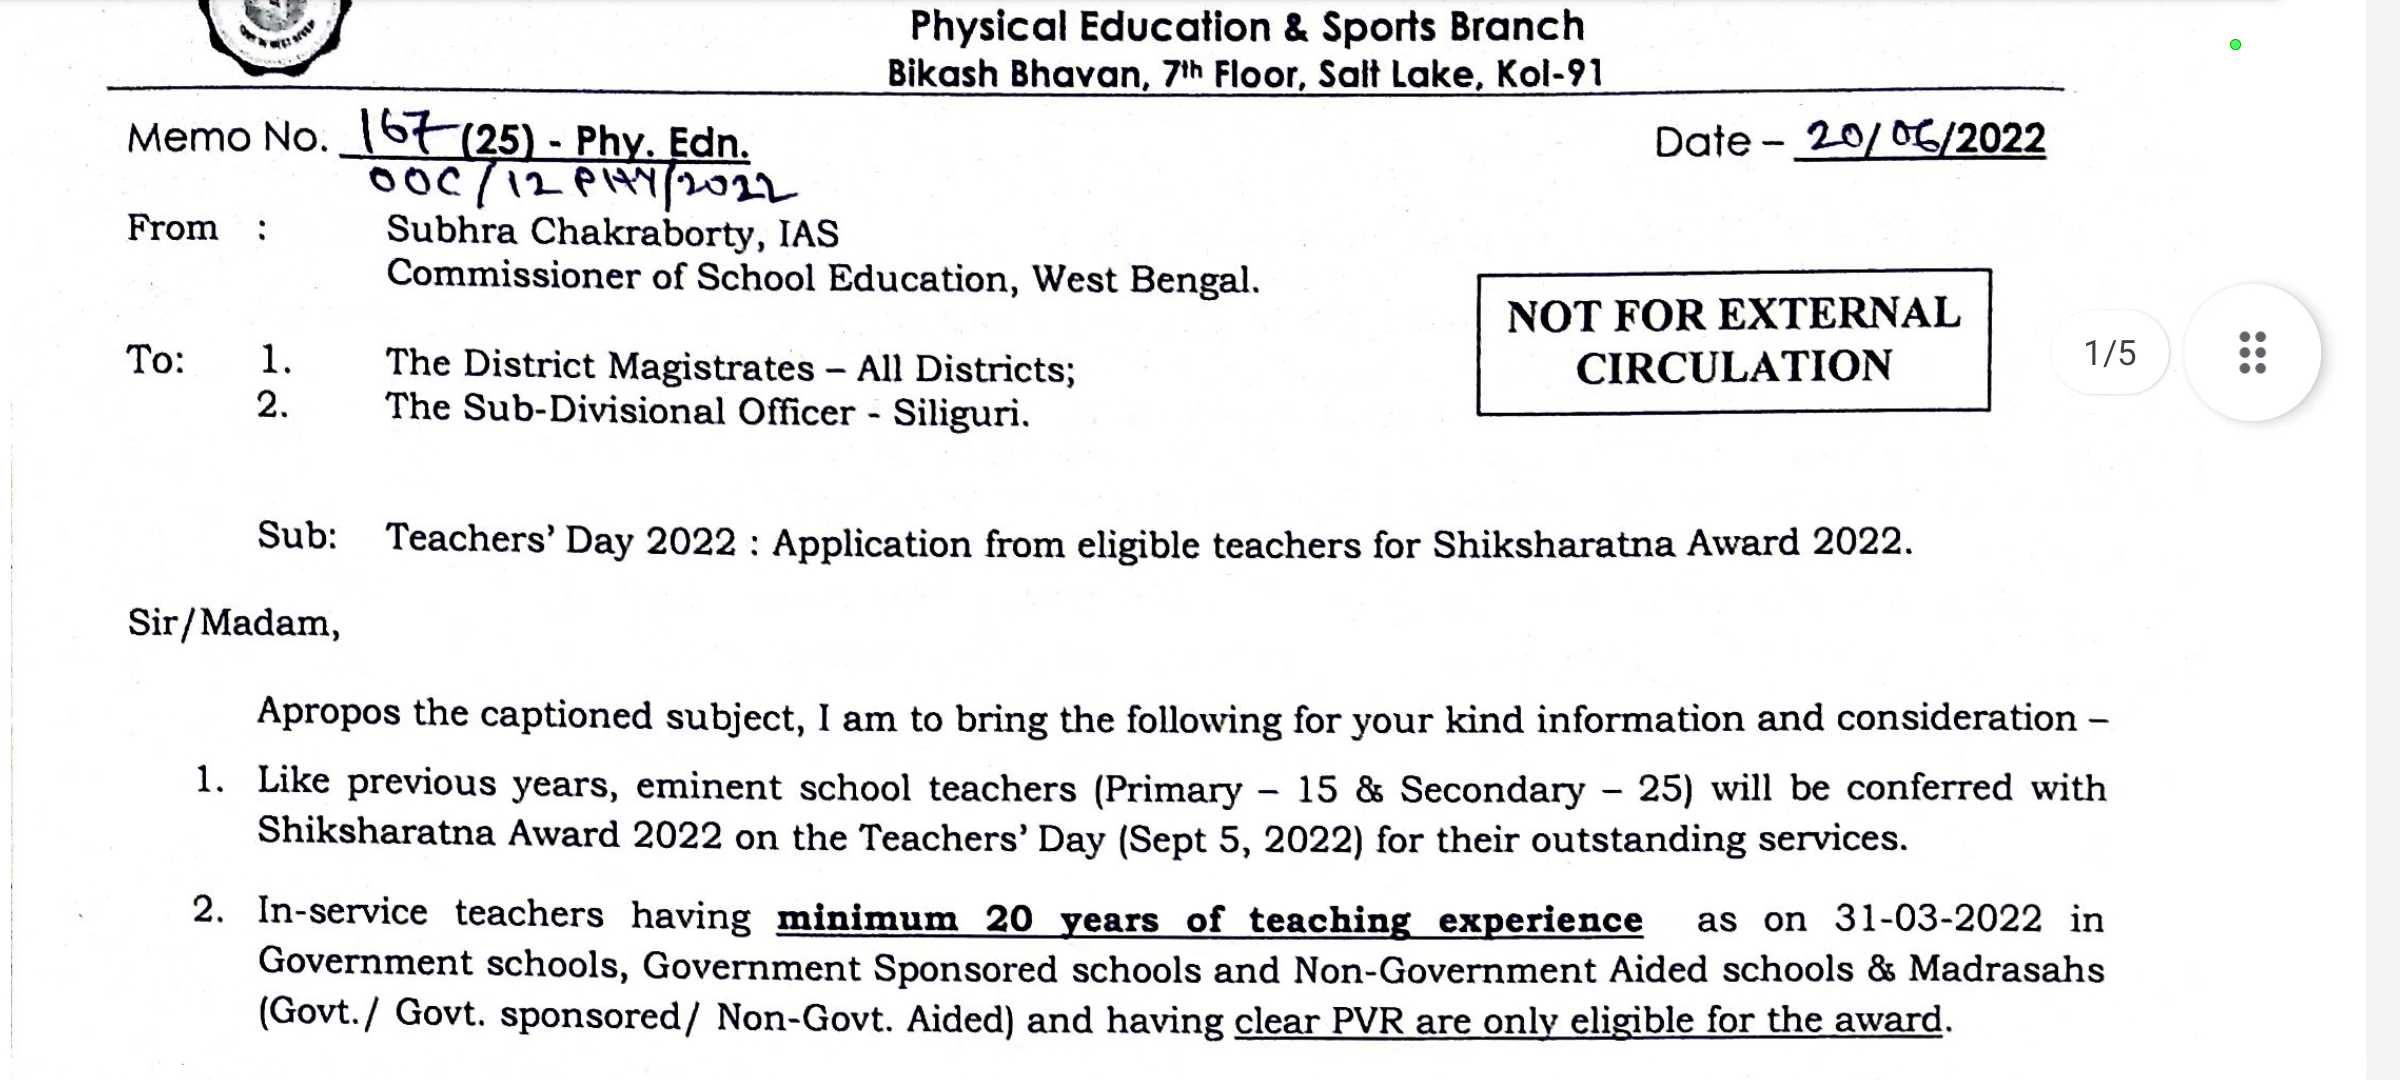 Physical Education & Sports Branch
Bikash Bhavan, 7th Floor, Salt Lake, Kol-91
Memo No. 167 (25) - Phy. Edn.
OOC/12 PHY/2022
Date – 20/06/2022
From :
Subhra Chakraborty, IAS
Commissioner of School Education, West Bengal.
NOT FOR EXTERNAL
CIRCULATION
1/5
To: 1. The District Magistrates – All Districts;
2. The Sub-Divisional Officer - Siliguri.
Sub: Teachers’ Day 2022 : Application from eligible teachers for Shiksharatna Award 2022.
Sir/Madam,
Apropos the captioned subject, I am to bring the following for your kind information and consideration –
1. Like previous years, eminent school teachers (Primary – 15 & Secondary – 25) will be conferred with
Shiksharatna Award 2022 on the Teachers’ Day (Sept 5, 2022) for their outstanding services.
2. In-service teachers having minimum 20 years of teaching experience as on 31-03-2022 in
Government schools, Government Sponsored schools and Non-Government Aided schools & Madrasahs
(Govt./ Govt. sponsored/ Non-Govt. Aided) and having clear PVR are only eligible for the award.